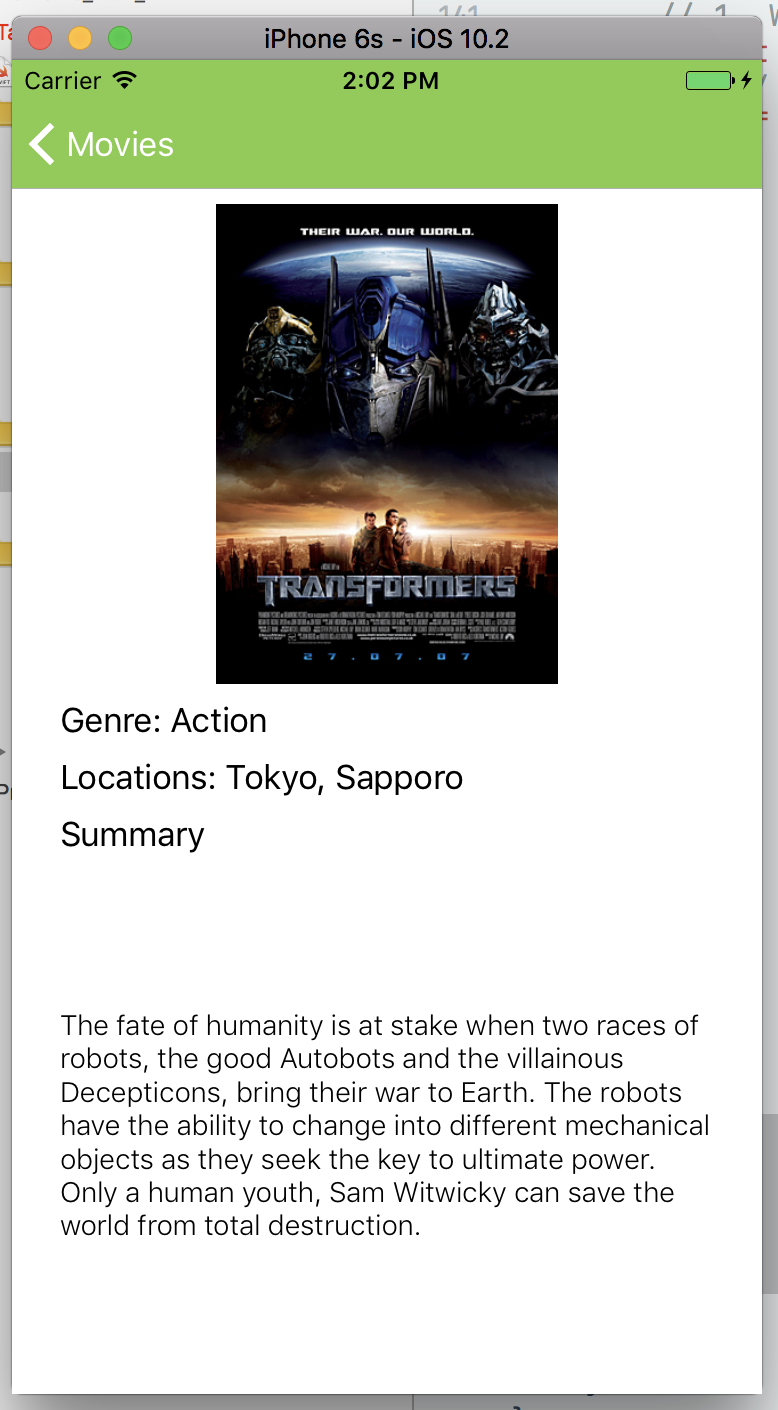 141 // 1
iPhone 6s - iOS 10.2
Carrier 2:02 PM
Movies
THEIR WAR. OUR WORLD.
TRANSFORMERS
27.07.07
Genre: Action
Locations: Tokyo, Sapporo
Summary
The fate of humanity is at stake when two races of
robots, the good Autobots and the villainous
Decepticons, bring their war to Earth. The robots
have the ability to change into different mechanical
objects as they seek the key to ultimate power.
Only a human youth, Sam Witwicky can save the
world from total destruction.